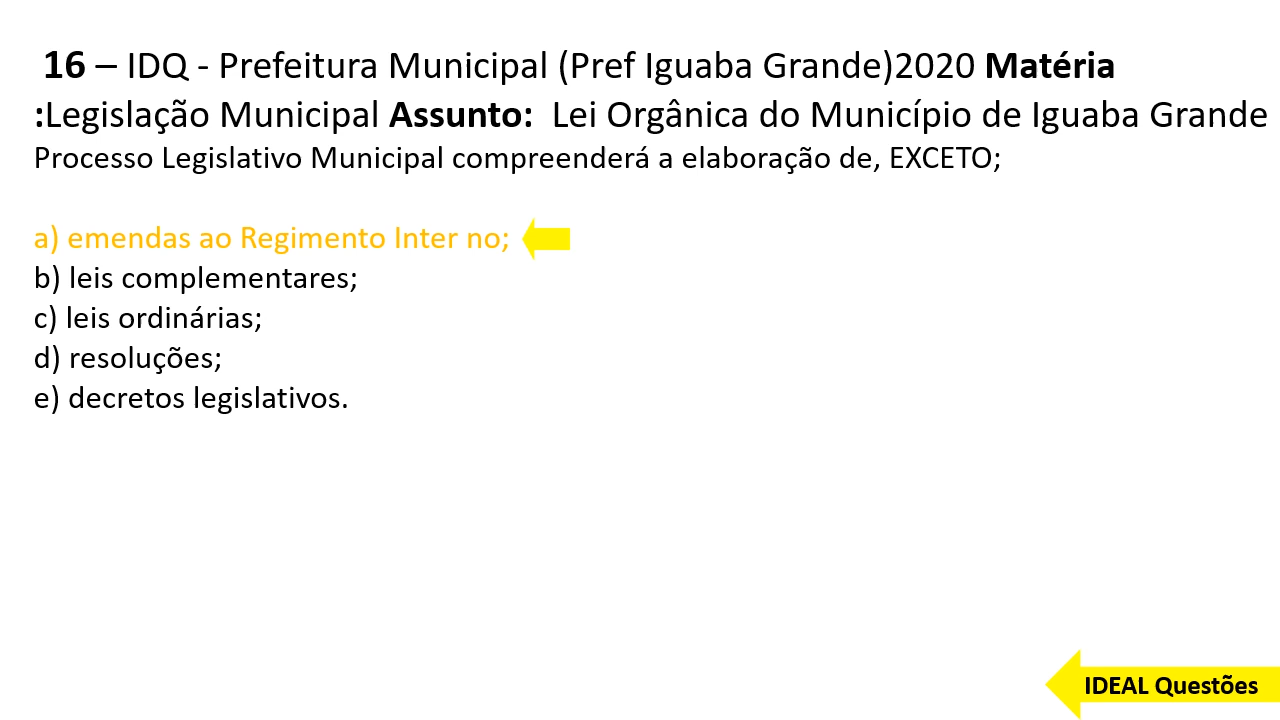 16 – IDQ - Prefeitura Municipal (Pref Iguaba Grande)2020 Matéria
:Legislação Municipal Assunto:  Lei Orgânica do Município de Iguaba Grande
Processo Legislativo Municipal compreenderá a elaboração de, EXCETO;
a) emendas ao Regimento Inter no;
b) leis complementares;
c) leis ordinárias;
d) resoluções;
e) decretos legislativos.
IDEAL Questões